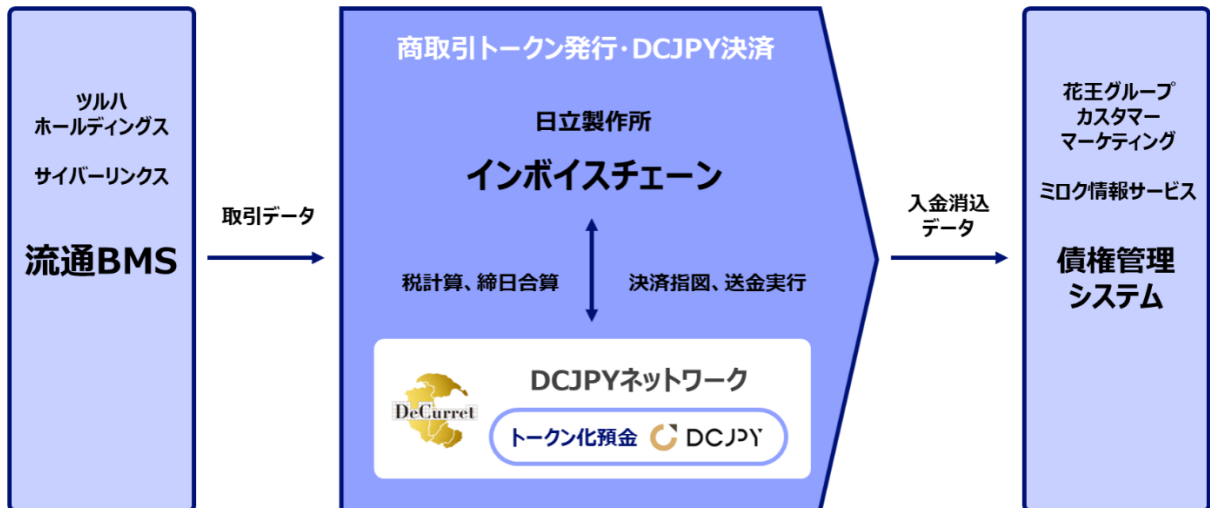 ツルハ
ホールディングス
サイバーリンクス
流通BMS
取引データ
商取引トークン発行・DCJPY決済
日立製作所
インボイスチェーン
税計算、締日合算
決済指図、送金実行
DeCurret
DCJPYネットワーク
トークン化預金 DCJPY
入金消込
データ
花王グループ
カスタマー
マーケティング
ミロク情報サービス
債権管理
システム